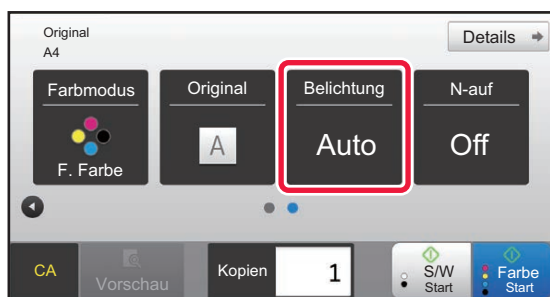 Original
A4
Details
Farbmodus
F. Farbe
Original
A
Belichtung
Auto
N-auf
Off
CA
Vorschau
Kopien
1
S/W
Start
Farbe
Start